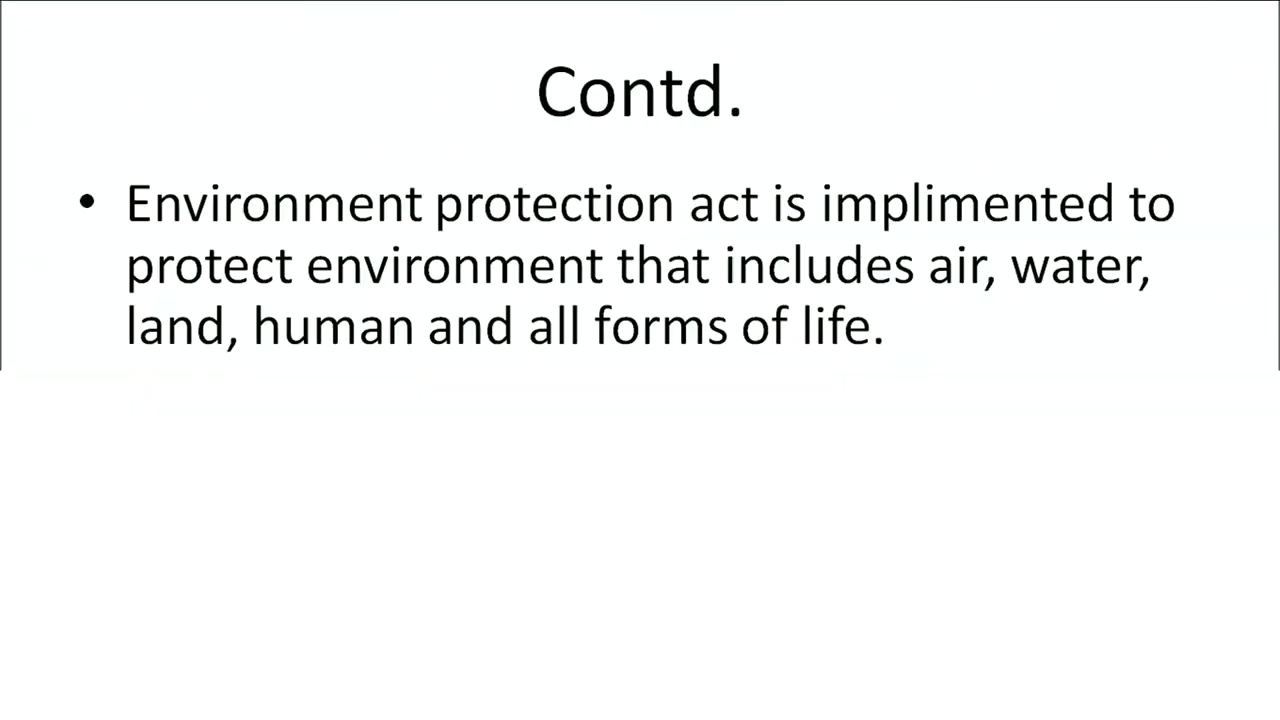 Contd.
• Environment protection act is implimented to
protect environment that includes air, water,
land, human and all forms of life.